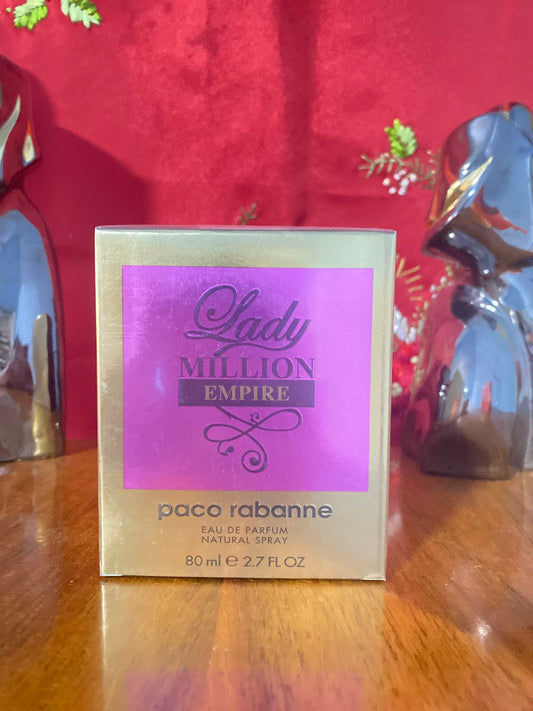 Lady
MILLION
EMPIRE
paco rabanne
EAU DE PARFUM
NATURAL SPRAY
80 ml e 2.7 FL OZ